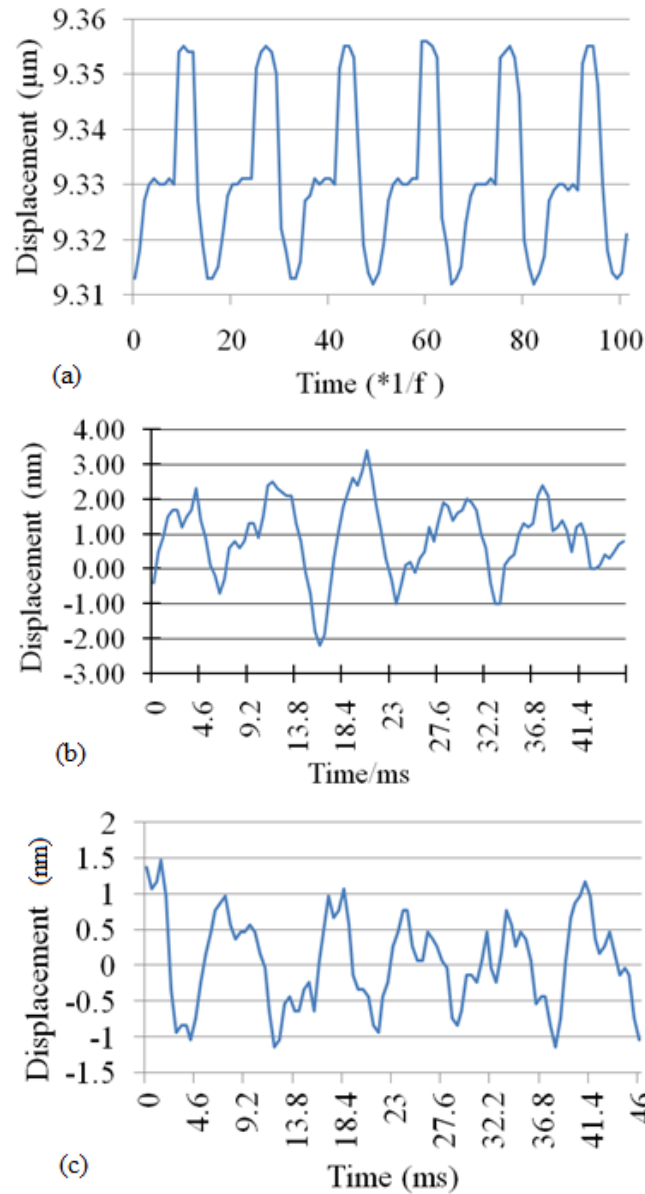 Displacement (μm)
9.36
9.35
9.34
9.33
9.32
9.31
0 20 40 60 80 100
Time (*1/f )
(a)
Displacement (nm)
4.00
3.00
2.00
1.00
0.00
-1.00
-2.00
-3.00
0 4.6 9.2 13.8 18.4 23 27.6 32.2 36.8 41.4
Time/ms
(b)
Displacement (nm)
2
1.5
1
0.5
0
-0.5
-1
-1.5
0 4.6 9.2 13.8 18.4 23 27.6 32.2 36.8 41.4 46
Time (ms)
(c)